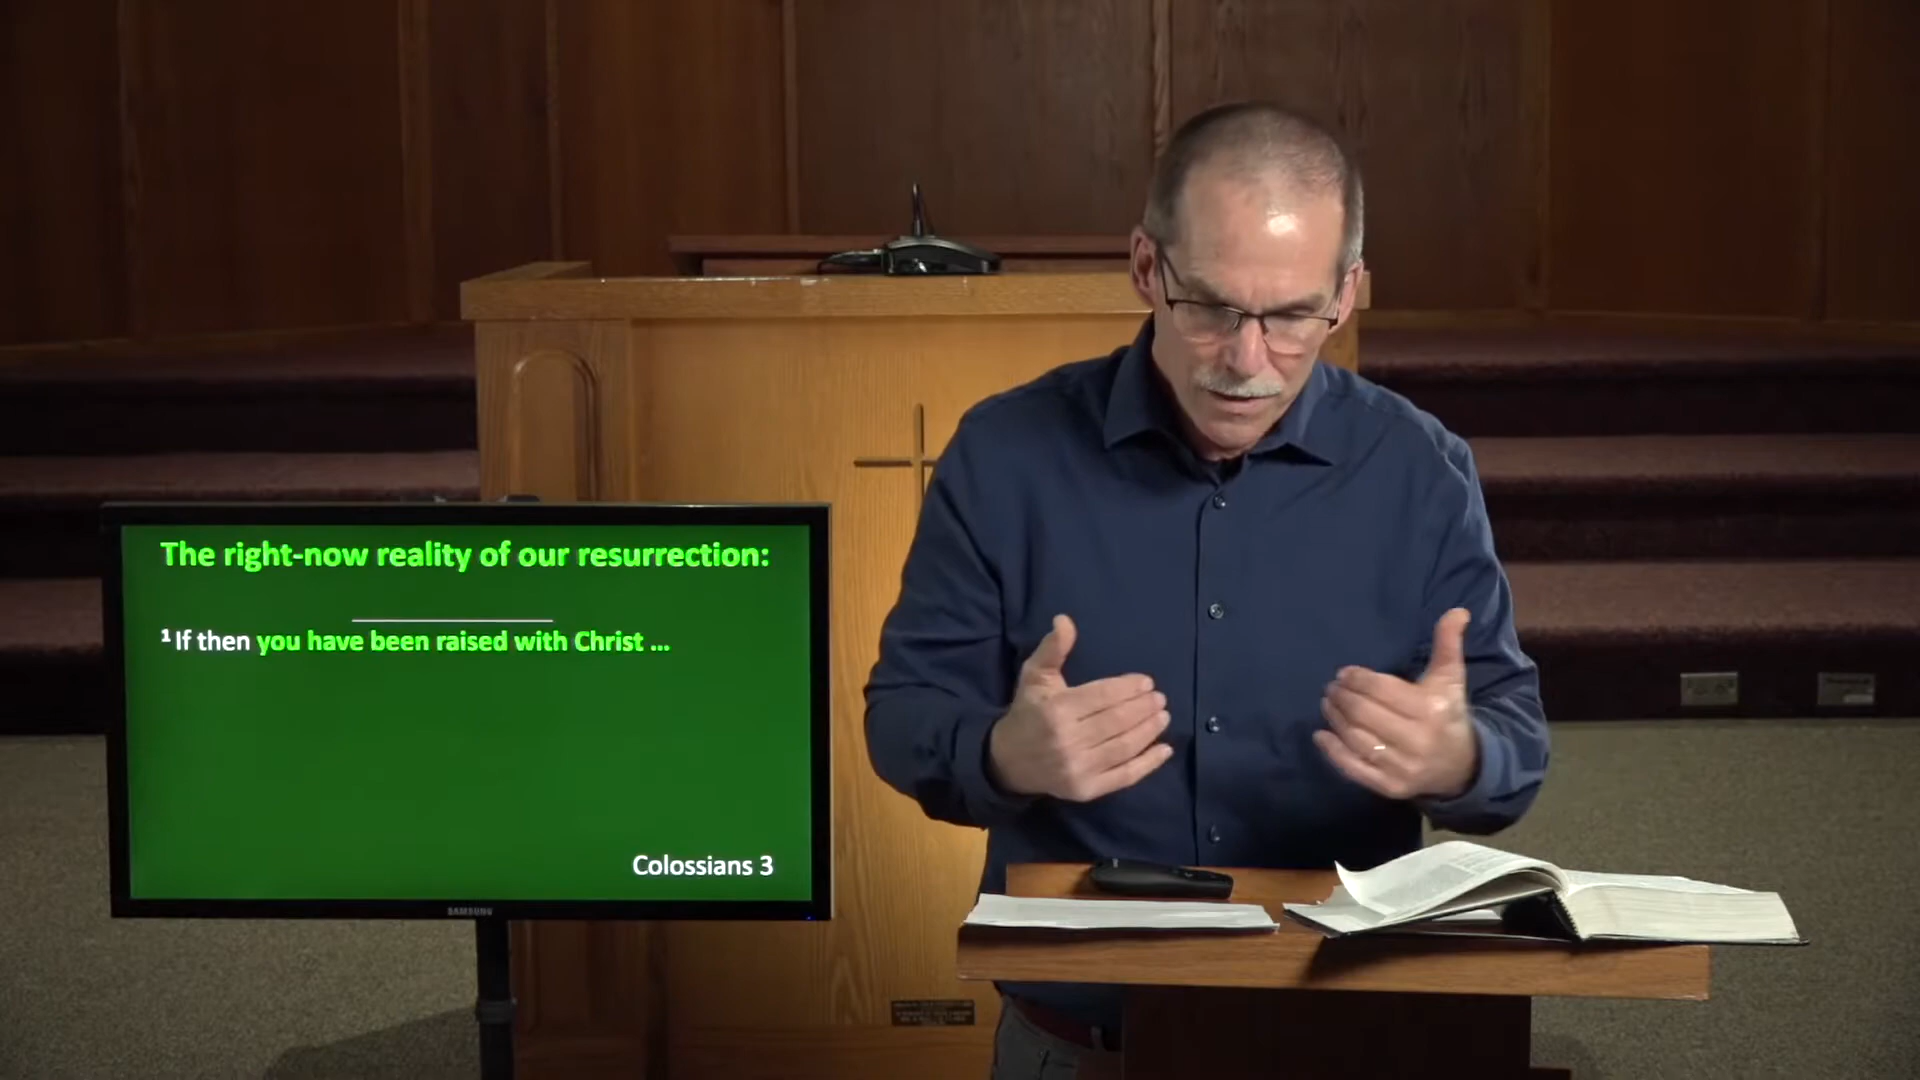 The right-now reality of our resurrection:
¹ If then you have been raised with Christ ...
Colossians 3
SAMSUNG